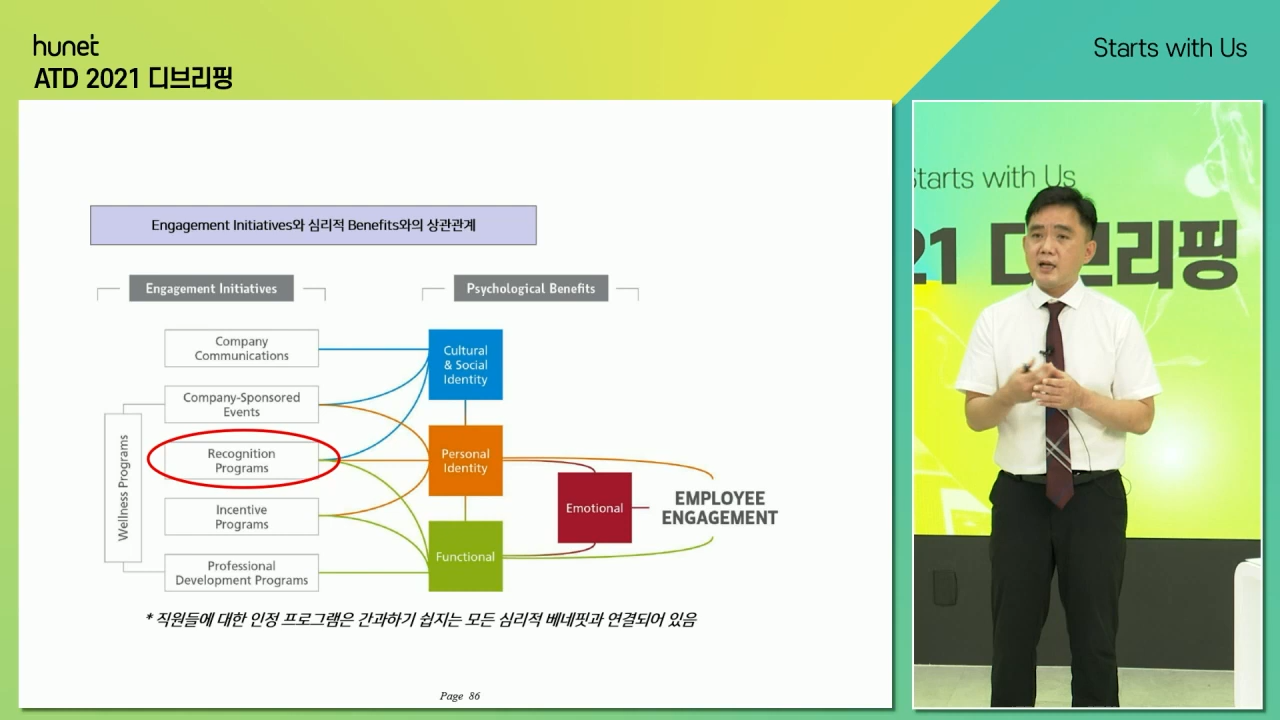 hunet
ATD 2021 디브리핑
Starts with Us
Engagement Initiatives와 심리적 Benefits와의 상관관계
Engagement Initiatives
Psychological Benefits
Company
Communications
Company-Sponsored
Events
Recognition
Programs
Incentive
Programs
Professional
Development Programs
Wellness Programs
Cultural
& Social
Identity
Personal
Identity
Functional
Emotional
EMPLOYEE
ENGAGEMENT
* 직원들에 대한 인정 프로그램은 간과하기 쉽지는 모든 심리적 베네핏과 연결되어 있음
Page 86
Starts with Us
21 디브리핑